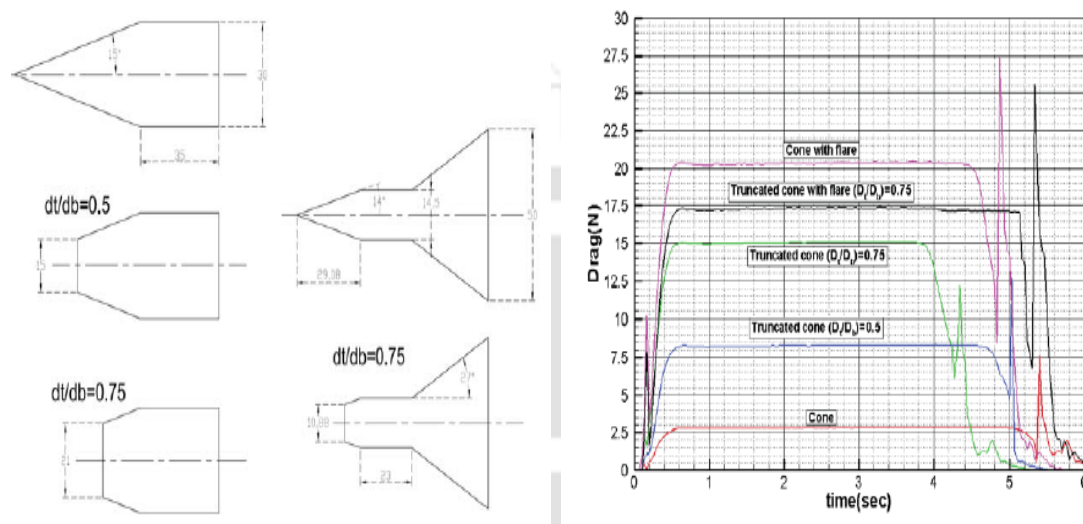 15°
30
35
dt/db=0.5
15
14°
14.5
50
29.08
dt/db=0.75
21
dt/db=0.75
27°
10.88
20
30
27.5
25
22.5
20
17.5
15
12.5
10
7.5
5
2.5
0
Drag(N)
Cone with flare
Truncated cone with flare (Dt/Db)=0.75
Truncated cone (Dt/Db)=0.75
Truncated cone (Dt/Db)=0.5
Cone
0 1 2 3 4 5 6
time(sec)